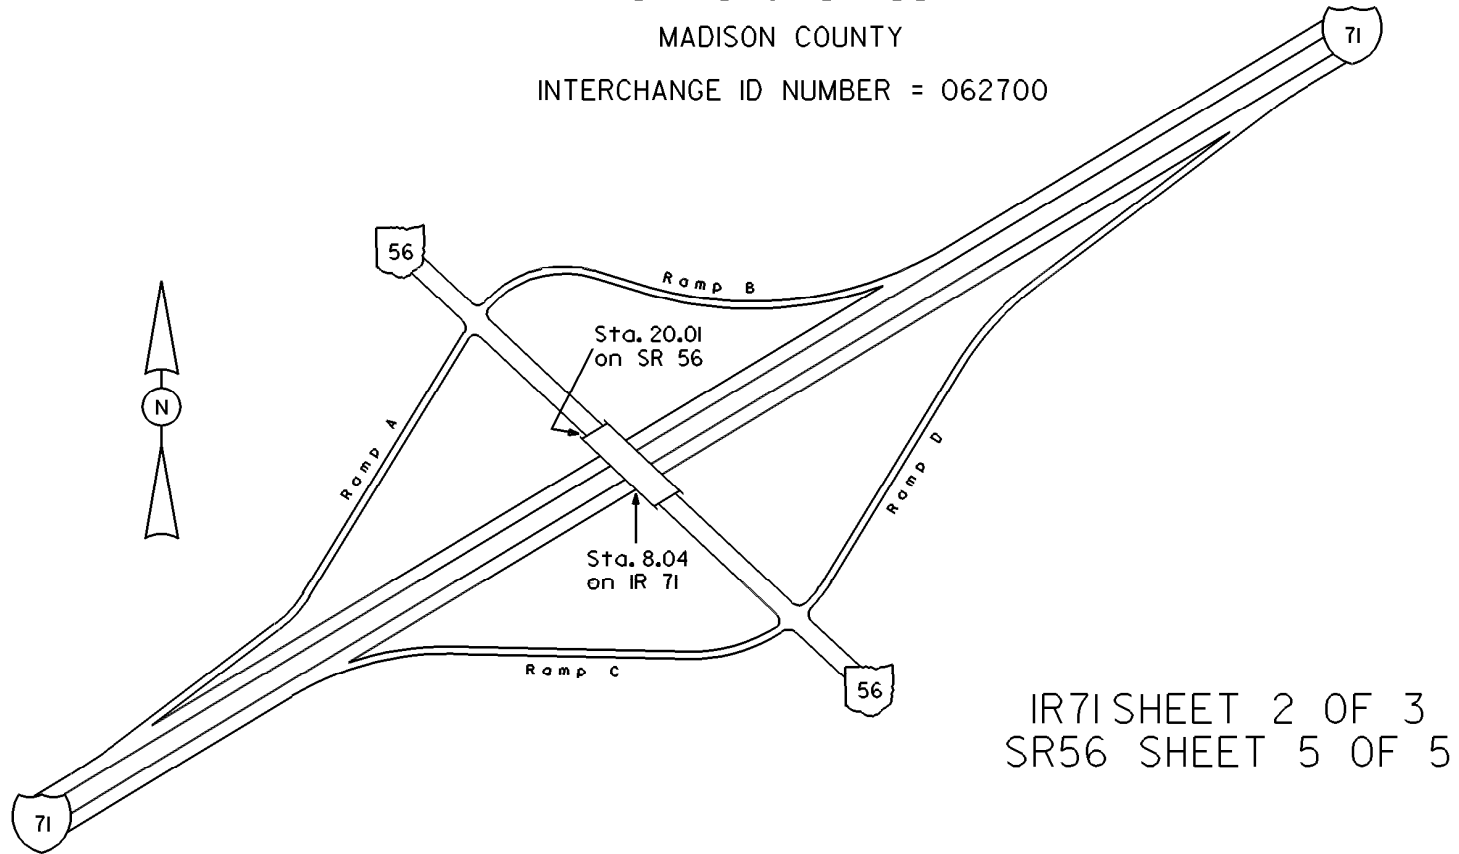 MADISON COUNTY
INTERCHANGE ID NUMBER = 062700
71
56
Ramp B
Sta. 20.01
on SR 56
N
Ramp A
Ramp D
Sta. 8.04
on IR 71
Ramp C
56
IR71 SHEET 2 OF 3
SR56 SHEET 5 OF 5
71